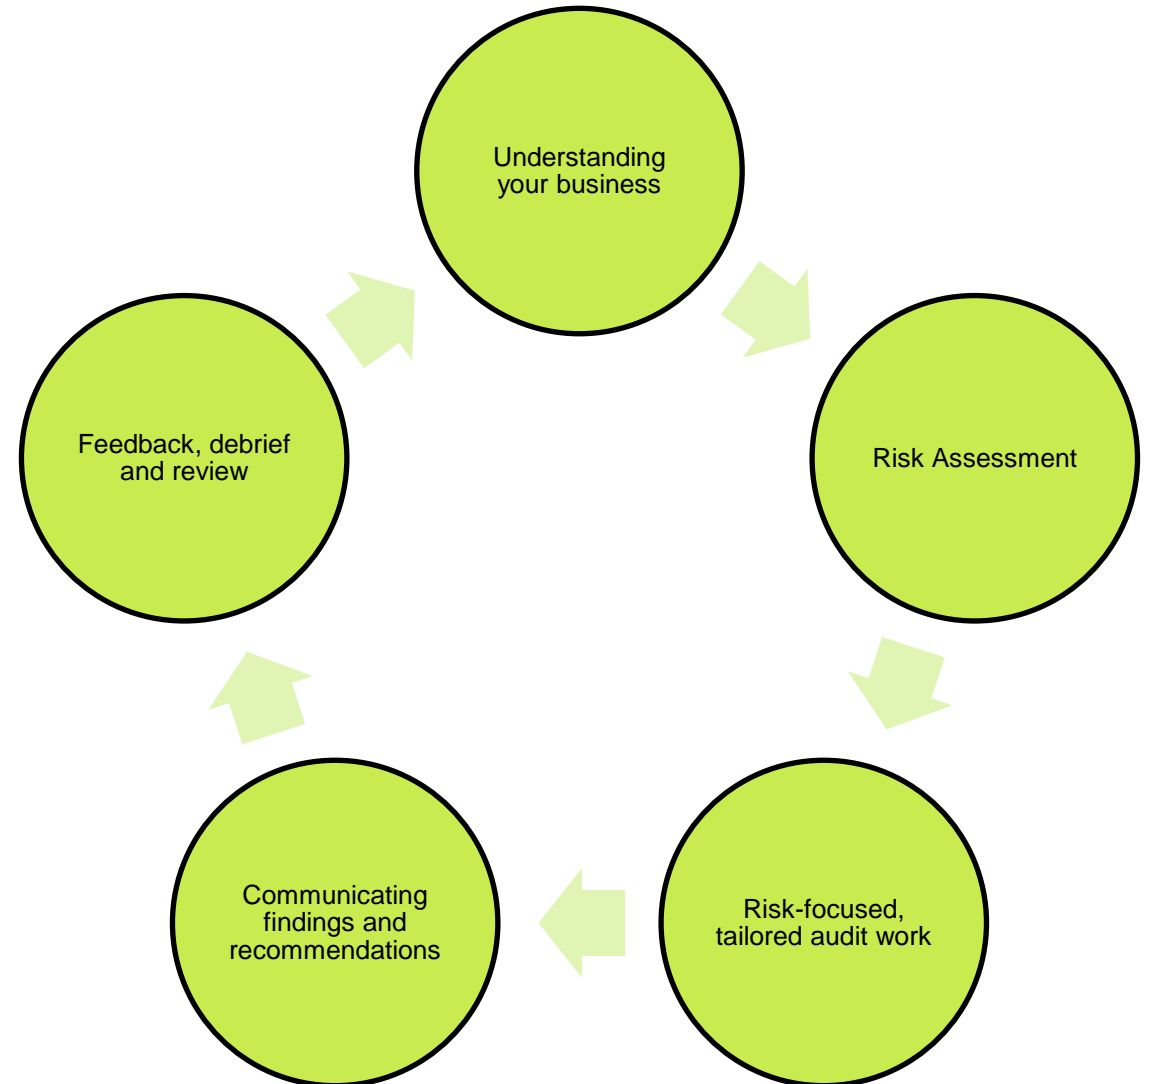 Understanding
your business
Risk Assessment
Risk-focused,
tailored audit work
Communicating
findings and
recommendations
Feedback, debrief
and review